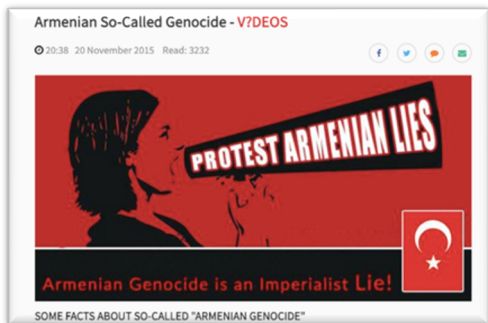 Armenian So-Called Genocide - V?DEOS
20:38 20 November 2015 Read: 3232
PROTEST ARMENIAN LIES
Armenian Genocide is an Imperialist Lie!
SOME FACTS ABOUT SO-CALLED "ARMENIAN GENOCIDE"